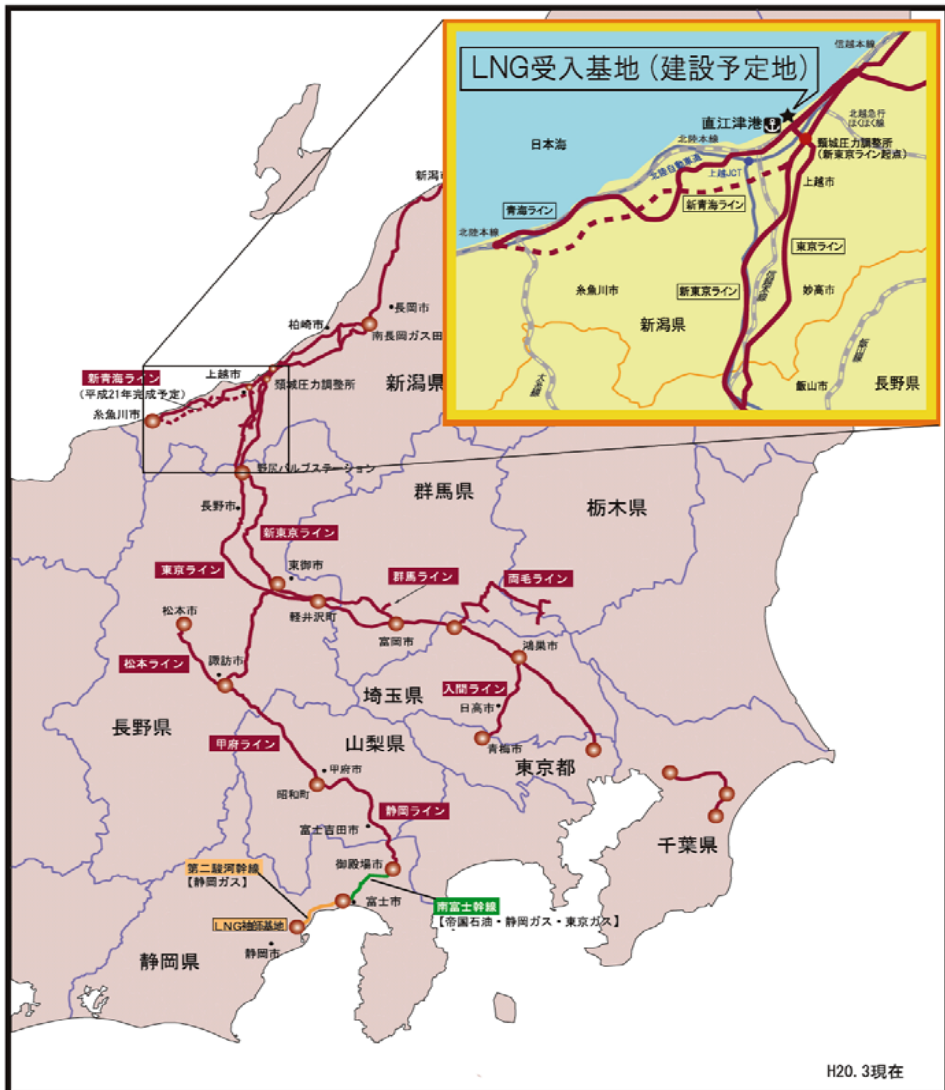 LNG受入基地（建設予定地）
信越本線
直江津港
北越急行
ほくほく線
日本海
北陸本線
北陸自動車道
頸城圧力調整所
（新東京ライン起点）
上越JCT
上越市
青海ライン
新青海ライン
北陸本線
東京ライン
糸魚川市
新東京ライン
信越本線
妙高市
新潟県
大糸線
飯山線
飯山市
長野県
新潟市
長岡市
柏崎市
南長岡ガス田
新青海ライン
（平成21年完成予定）
上越市
頸城圧力調整所
新潟県
糸魚川市
野尻バルブステーション
群馬県
長野市
栃木県
新東京ライン
東京ライン
東御市
群馬ライン
両毛ライン
松本市
軽井沢町
富岡市
鴻巣市
松本ライン
諏訪市
埼玉県
入間ライン
日高市
長野県
甲府ライン
山梨県
青梅市
東京都
甲府市
昭和町
静岡ライン
富士吉田市
千葉県
第二駿河幹線
【静岡ガス】
御殿場市
富士市
南富士幹線
【帝国石油・静岡ガス・東京ガス】
LNG袖師基地
静岡市
静岡県
H20.3現在